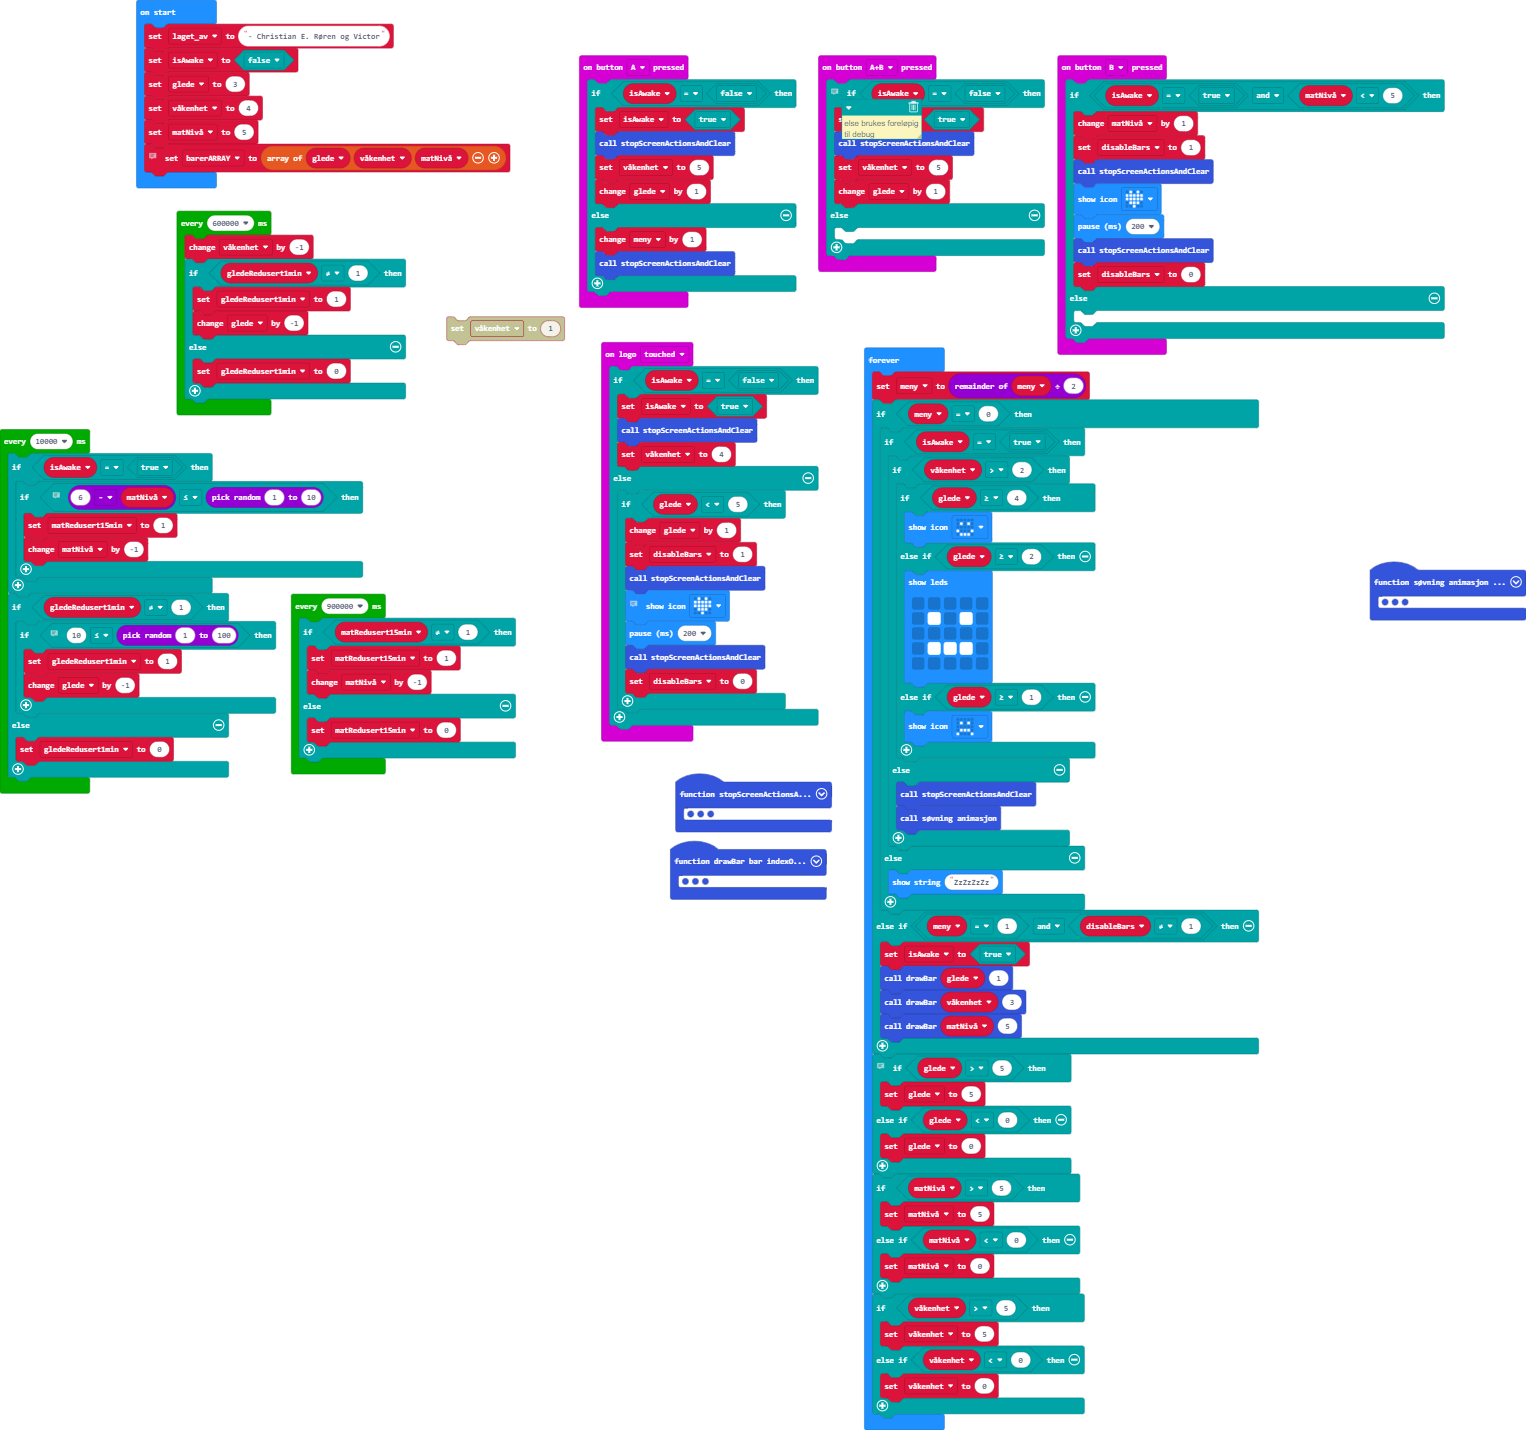 on start
set laget_av to "- Christian E. Røren og Victor"
set isAwake to false
set glede to 3
set våkenhet to 4
set matNivå to 5
set barerARRAY to array of glede våkenhet matNivå
every 600000 ms
change våkenhet by -1
if gledeRedusert1min ≠ 1 then
set gledeRedusert1min to 1
change glede by -1
else
set gledeRedusert1min to 0
set våkenhet to 1
every 10000 ms
if isAwake = true then
if 6 - matNivå ≤ pick random 1 to 10 then
set matRedusert15min to 1
change matNivå by -1
if gledeRedusert1min ≠ 1 then
if 10 ≤ pick random 1 to 100 then
set gledeRedusert1min to 1
change glede by -1
else
set gledeRedusert1min to 0
every 900000 ms
if matRedusert15min ≠ 1 then
set matRedusert15min to 1
change matNivå by -1
else
set matRedusert15min to 0
on button A pressed
if isAwake = false then
set isAwake to true
call stopScreenActionsAndClear
set våkenhet to 5
change glede by 1
else
change meny by 1
call stopScreenActionsAndClear
on button A+B pressed
if isAwake = false then
true
else brukes foreløpig
til debug
call stopScreenActionsAndClear
set våkenhet to 5
change glede by 1
else
on button B pressed
if isAwake = true and matNivå < 5 then
change matNivå by 1
set disableBars to 1
call stopScreenActionsAndClear
show icon
pause (ms) 200
call stopScreenActionsAndClear
set disableBars to 0
else
on logo touched
if isAwake = false then
set isAwake to true
call stopScreenActionsAndClear
set våkenhet to 4
else
if glede < 5 then
change glede by 1
set disableBars to 1
call stopScreenActionsAndClear
show icon
pause (ms) 200
call stopScreenActionsAndClear
set disableBars to 0
function stopScreenActionsA...
function drawBar bar indexO...
forever
set meny to remainder of meny ÷ 2
if meny = 0 then
if isAwake = true then
if våkenhet > 2 then
if glede ≥ 4 then
show icon
else if glede ≥ 2 then
show leds
else if glede ≥ 1 then
show icon
else
call stopScreenActionsAndClear
call søvning animasjon
else
show string "ZzZzZzZz"
else if meny = 1 and disableBars ≠ 1 then
set isAwake to true
call drawBar glede 1
call drawBar våkenhet 3
call drawBar matNivå 5
if glede > 5 then
set glede to 5
else if glede < 0 then
set glede to 0
if matNivå > 5 then
set matNivå to 5
else if matNivå < 0 then
set matNivå to 0
if våkenhet > 5 then
set våkenhet to 5
else if våkenhet < 0 then
set våkenhet to 0
function søvning animasjon ...